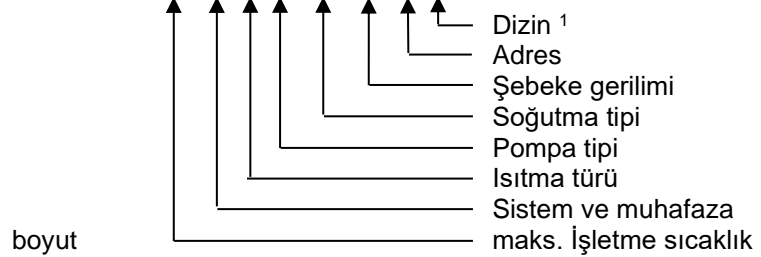 Dizin ¹
Adres
Şebeke gerilimi
Soğutma tipi
Pompa tipi
Isıtma türü
Sistem ve muhafaza
boyut maks. İşletme sıcaklık